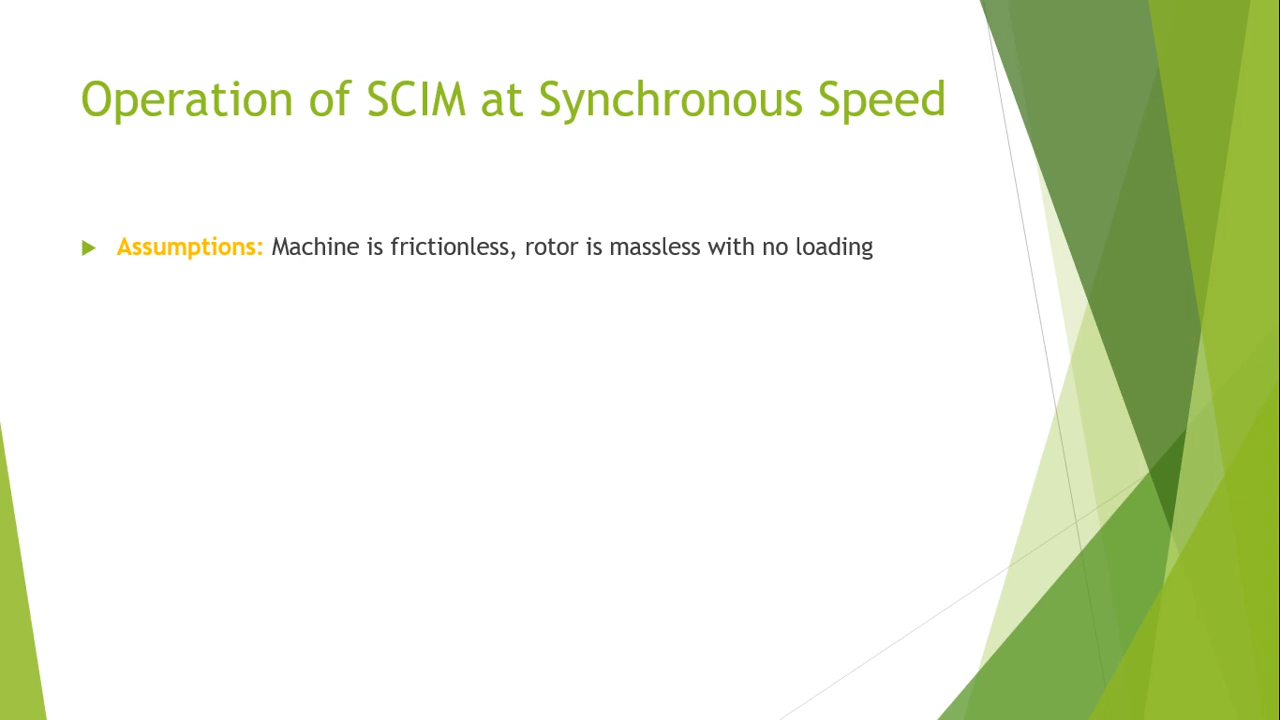 Operation of SCIM at Synchronous Speed
Assumptions: Machine is frictionless, rotor is massless with no loading